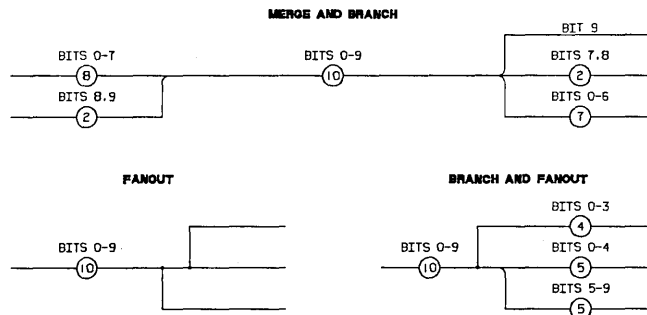 MERGE AND BRANCH
BIT 9
BITS 0-7
BITS 0-9
BITS 7.8
8
10
2
BITS 8.9
BITS 0-6
2
7
FANOUT
BRANCH AND FANOUT
BITS 0-3
4
BITS 0-9
BITS 0-9
BITS 0-4
10
10
5
BITS 5-9
5